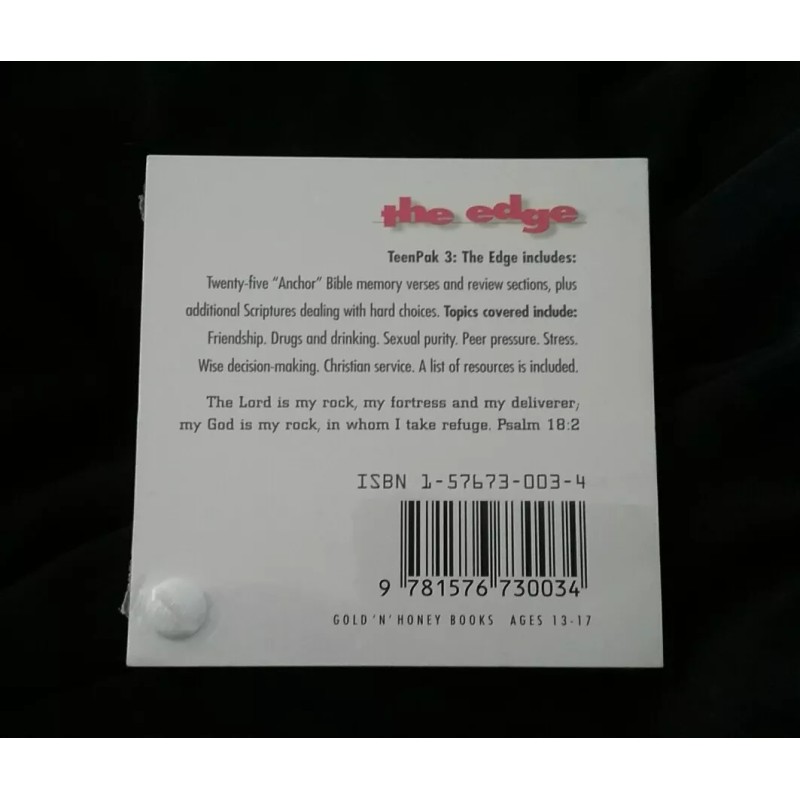 the edge
TeenPak 3: The Edge includes:
Twenty-five "Anchor" Bible memory verses and review sections, plus
additional Scriptures dealing with hard choices. Topics covered include:
Friendship. Drugs and drinking. Sexual purity. Peer pressure. Stress.
Wise decision-making. Christian service. A list of resources is included.
The Lord is my rock, my fortress and my deliverer;
my God is my rock, in whom I take refuge. Psalm 18:2
ISBN 1-57673-003-4
9 781576 730034
GOLD 'N' HONEY BOOKS AGES 13-17